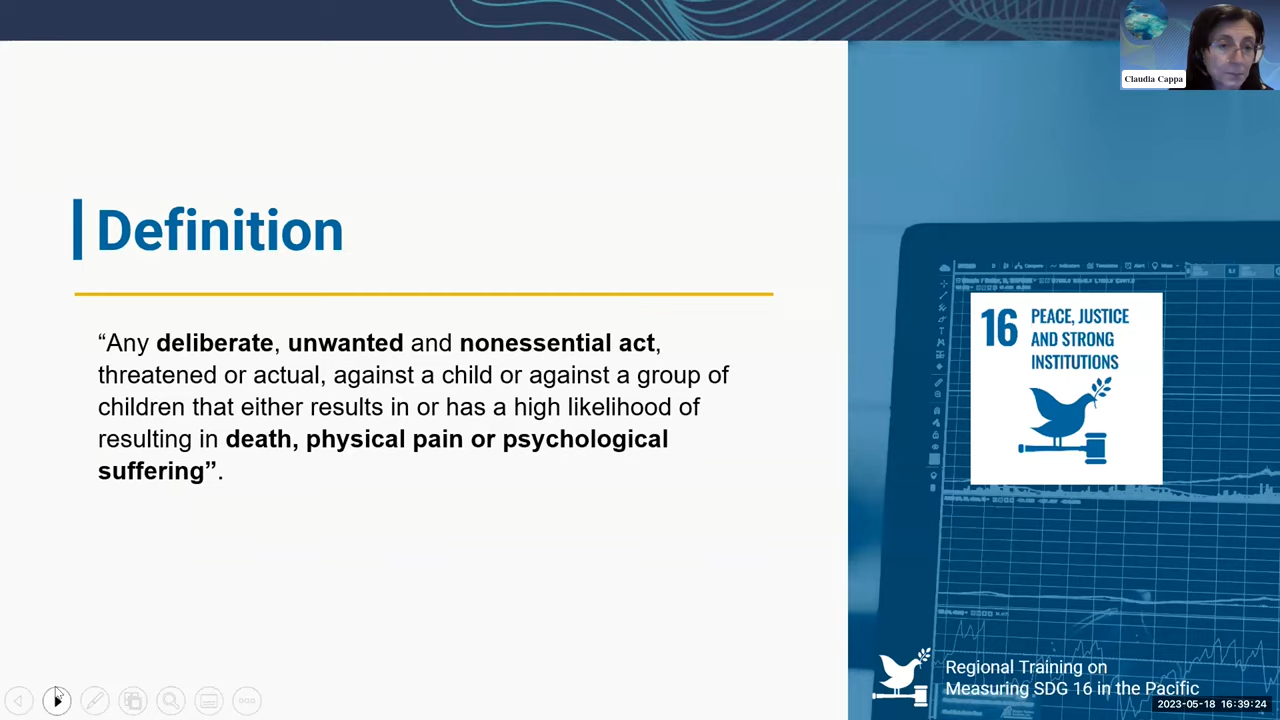 Claudia Cappa
Definition
“Any deliberate, unwanted and nonessential act,
threatened or actual, against a child or against a group of
children that either results in or has a high likelihood of
resulting in death, physical pain or psychological
suffering”.
16 PEACE, JUSTICE
AND STRONG
INSTITUTIONS
Regional Training on
Measuring SDG 16 in the Pacific
2023-05-18 16:39:24